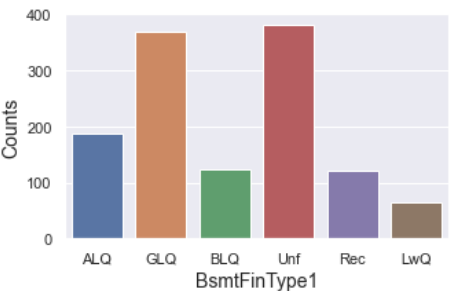 400
300
200
100
0
Counts
ALQ GLQ BLQ Unf Rec LwQ
BsmtFinType1